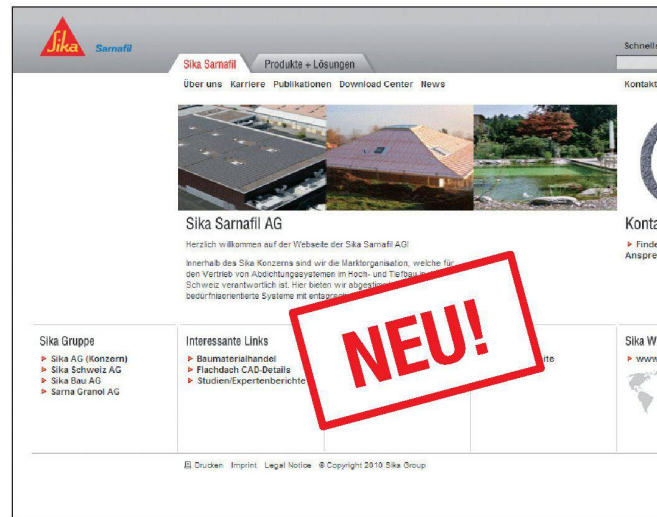 Sika
Sarnafil
Schnell
Sika Sarnafil
Produkte + Lösungen
Über uns Karriere Publikationen Download Center News
Kontakt
Sika Sarnafil AG
Herzlich willkommen auf der Webseite der Sika Sarnafil AG!
Innerhalb des Sika Konzerns sind wir die Marktorganisation, welche für
den Vertrieb von Abdichtungssystemen im Hoch- und Tiefbau in
Schweiz verantwortlich ist. Hier bieten wir
bedürfnisorientierte Systeme mit
Konta
Finde
Anspre
NEU!
Sika Gruppe
Sika AG (Konzern)
Sika Schweiz AG
Sika Bau AG
Sarna Granol AG
Interessante Links
Baumaterialhandel
Flachdach CAD-Details
Studien/Expertenberichte
Sika W
www
Drucken Imprint Legal Notice © Copyright 2010 Sika Group